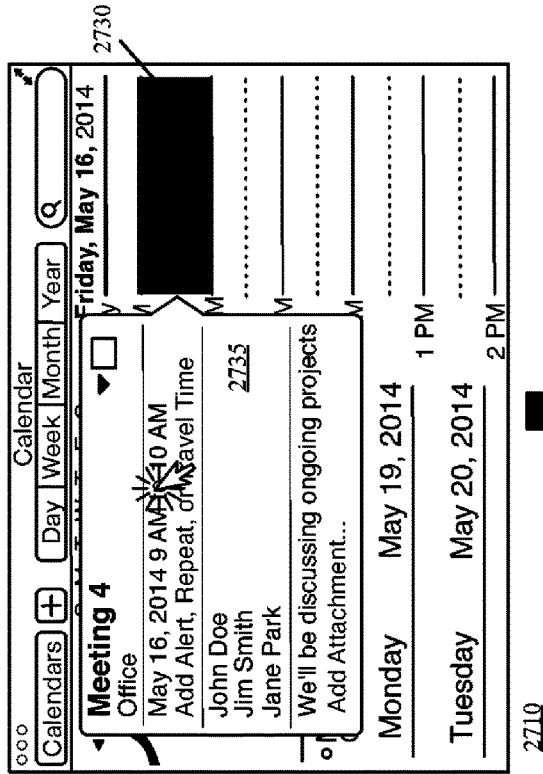 Calendar
Calendars + Day Week Month Year
Friday, May 16, 2014
2730
Meeting 4
Office
May 16, 2014 9 AM 10 AM
Add Alert, Repeat, or Travel Time
John Doe
2735
Jim Smith
Jane Park
We'll be discussing ongoing projects
Add Attachment...
Monday May 19, 2014
1 PM
Tuesday May 20, 2014
2 PM
2710